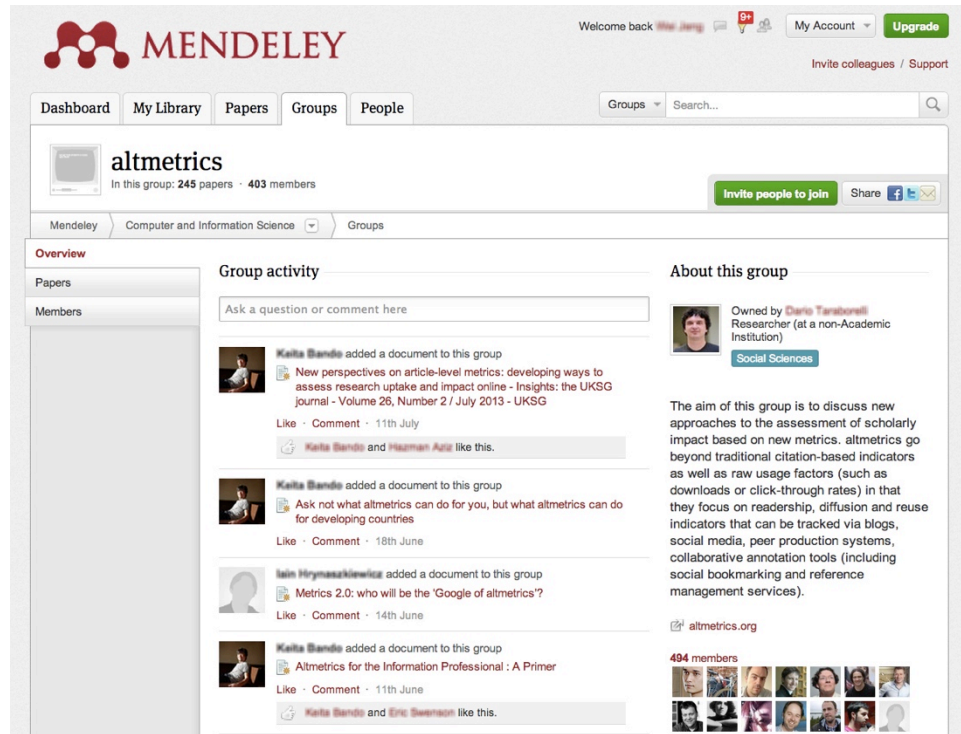 MENDELEY
Welcome back
9+
My Account
Upgrade
Invite colleagues / Support
Dashboard
My Library
Papers
Groups
People
Groups
Search...
altmetrics
In this group: 245 papers · 403 members
Invite people to join
Share
Mendeley
Computer and Information Science
Groups
Overview
Papers
Members
Group activity
Ask a question or comment here
added a document to this group
New perspectives on article-level metrics: developing ways to
assess research uptake and impact online - Insights: the UKSG
journal - Volume 26, Number 2 / July 2013 - UKSG
Like · Comment · 11th July
and like this.
added a document to this group
Ask not what altmetrics can do for you, but what altmetrics can do
for developing countries
Like · Comment · 18th June
added a document to this group
Metrics 2.0: who will be the 'Google of altmetrics'?
Like · Comment · 14th June
added a document to this group
Altmetrics for the Information Professional : A Primer
Like · Comment · 11th June
and like this.
About this group
Owned by
Researcher (at a non-Academic
Institution)
Social Sciences
The aim of this group is to discuss new
approaches to the assessment of scholarly
impact based on new metrics. altmetrics go
beyond traditional citation-based indicators
as well as raw usage factors (such as
downloads or click-through rates) in that
they focus on readership, diffusion and reuse
indicators that can be tracked via blogs,
social media, peer production systems,
collaborative annotation tools (including
social bookmarking and reference
management services).
altmetrics.org
494 members